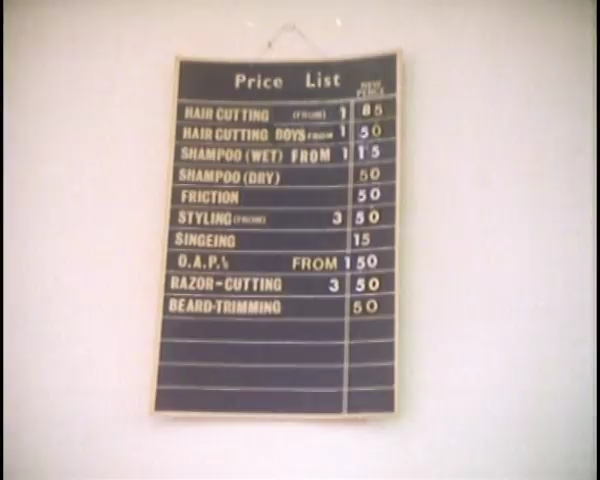 Price List NEW PENCE
HAIR CUTTING (FROM) 1 85
HAIR CUTTING BOYS FROM 1 50
SHAMPOO (WET) FROM 1 15
SHAMPOO (DRY) 50
FRICTION 50
STYLING (FROM) 3 50
SINGEING 15
O.A.P.'s FROM 1 50
RAZOR-CUTTING 3 50
BEARD-TRIMMING 50